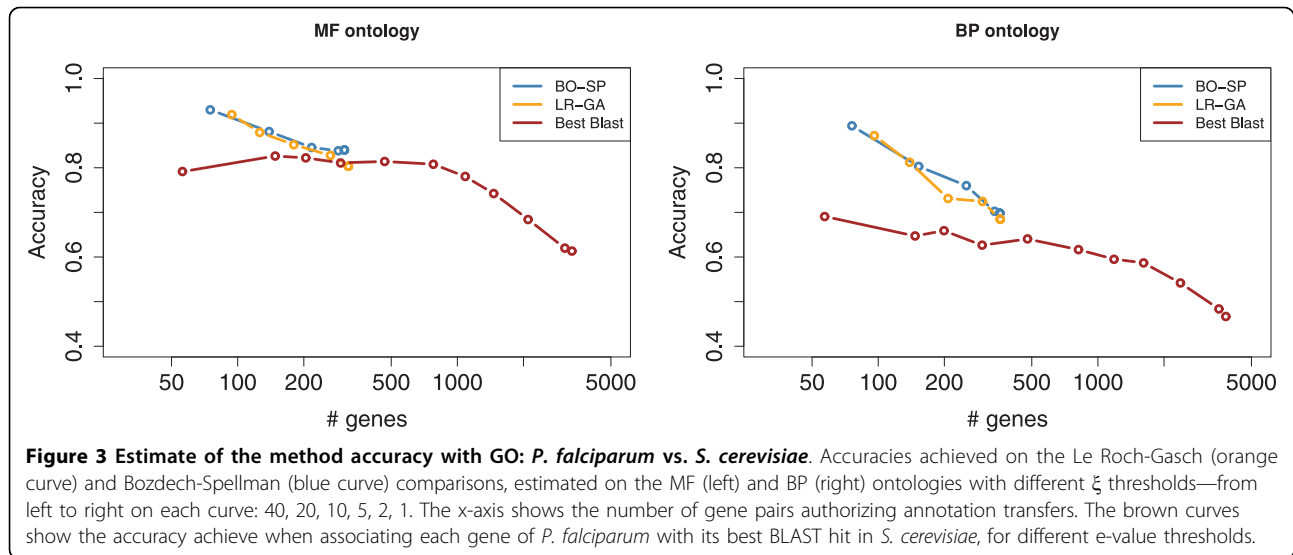 MF ontology
BO−SP
LR−GA
Best Blast
Accuracy
1.0
0.8
0.6
0.4
50 100 200 500 1000 5000
# genes
BP ontology
BO−SP
LR−GA
Best Blast
Accuracy
1.0
0.8
0.6
0.4
50 100 200 500 1000 5000
# genes
Figure 3 Estimate of the method accuracy with GO: P. falciparum vs. S. cerevisiae. Accuracies achieved on the Le Roch-Gasch (orange
curve) and Bozdech-Spellman (blue curve) comparisons, estimated on the MF (left) and BP (right) ontologies with different ξ thresholds—from
left to right on each curve: 40, 20, 10, 5, 2, 1. The x-axis shows the number of gene pairs authorizing annotation transfers. The brown curves
show the accuracy achieve when associating each gene of P. falciparum with its best BLAST hit in S. cerevisiae, for different e-value thresholds.